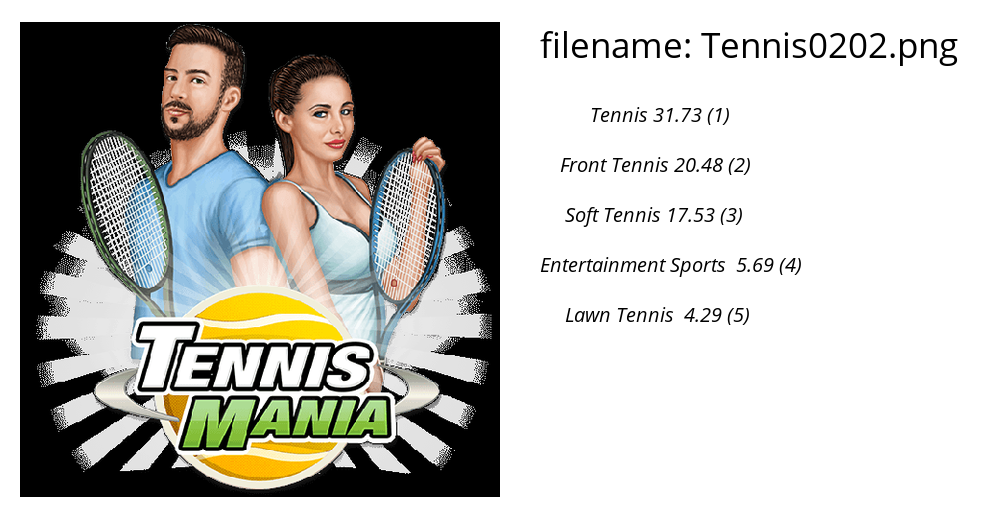 filename: Tennis0202.png
Tennis 31.73 (1)
Front Tennis 20.48 (2)
Soft Tennis 17.53 (3)
Entertainment Sports 5.69 (4)
Lawn Tennis 4.29 (5)
TENNIS
MANIA